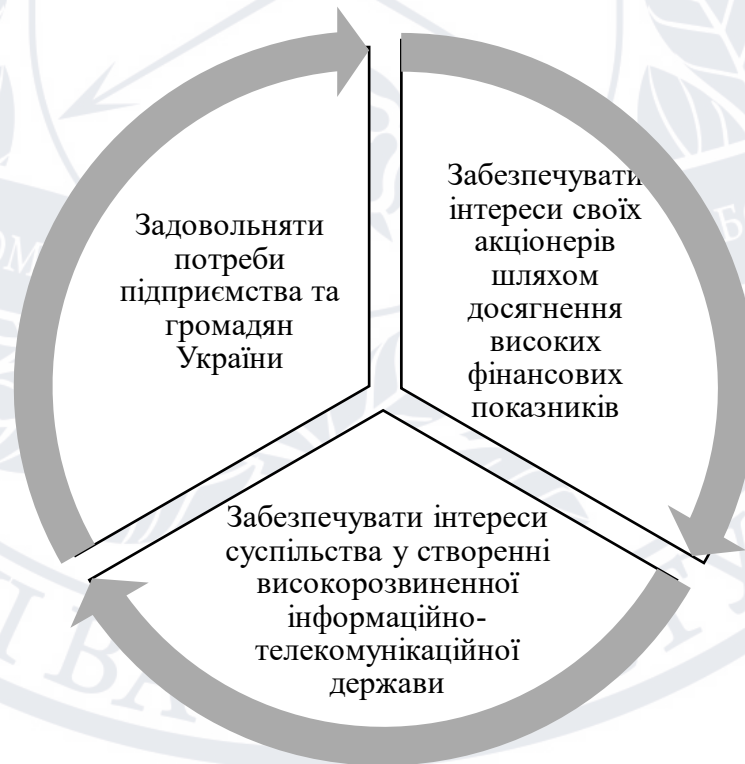 Задовольняти
потреби
підприємства та
громадян
України
Забезпечувати
інтереси своїх
акціонерів
шляхом
досягнення
високих
фінансових
показників
Забезпечувати інтереси
суспільства у створенні
високорозвиненної
інформаційно-
телекомунікаційної
держави